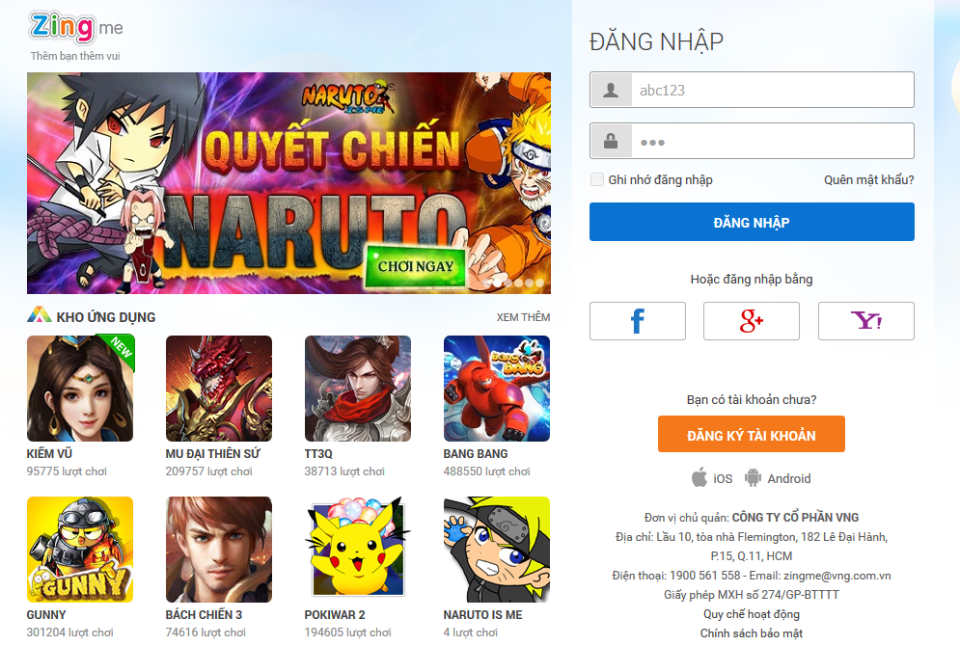 Zing me
Thêm bạn thêm vui
NARUTO
IS ME
QUYẾT CHIẾN
NARUTO
CHƠI NGAY
KHO ỨNG DỤNG
XEM THÊM
NEW
BANG BANG
KIẾM VŨ
MU ĐẠI THIÊN SỨ
TT3Q
BANG BANG
95775 lượt chơi
209757 lượt chơi
38713 lượt chơi
488550 lượt chơi
GUNNY
GUNNY
BÁCH CHIẾN 3
POKIWAR 2
NARUTO IS ME
301204 lượt chơi
74616 lượt chơi
194605 lượt chơi
4 lượt chơi
ĐĂNG NHẬP
abc123
Ghi nhớ đăng nhập
Quên mật khẩu?
ĐĂNG NHẬP
Hoặc đăng nhập bằng
f
g+
Y!
Bạn có tài khoản chưa?
ĐĂNG KÝ TÀI KHOẢN
iOS
Android
Đơn vị chủ quản: CÔNG TY CỔ PHẦN VNG
Địa chỉ: Lầu 10, tòa nhà Flemington, 182 Lê Đại Hành,
P.15, Q.11, HCM
Điện thoại: 1900 561 558 - Email: zingme@vng.com.vn
Giấy phép MXH số 274/GP-BTTTT
Quy chế hoạt động
Chính sách bảo mật